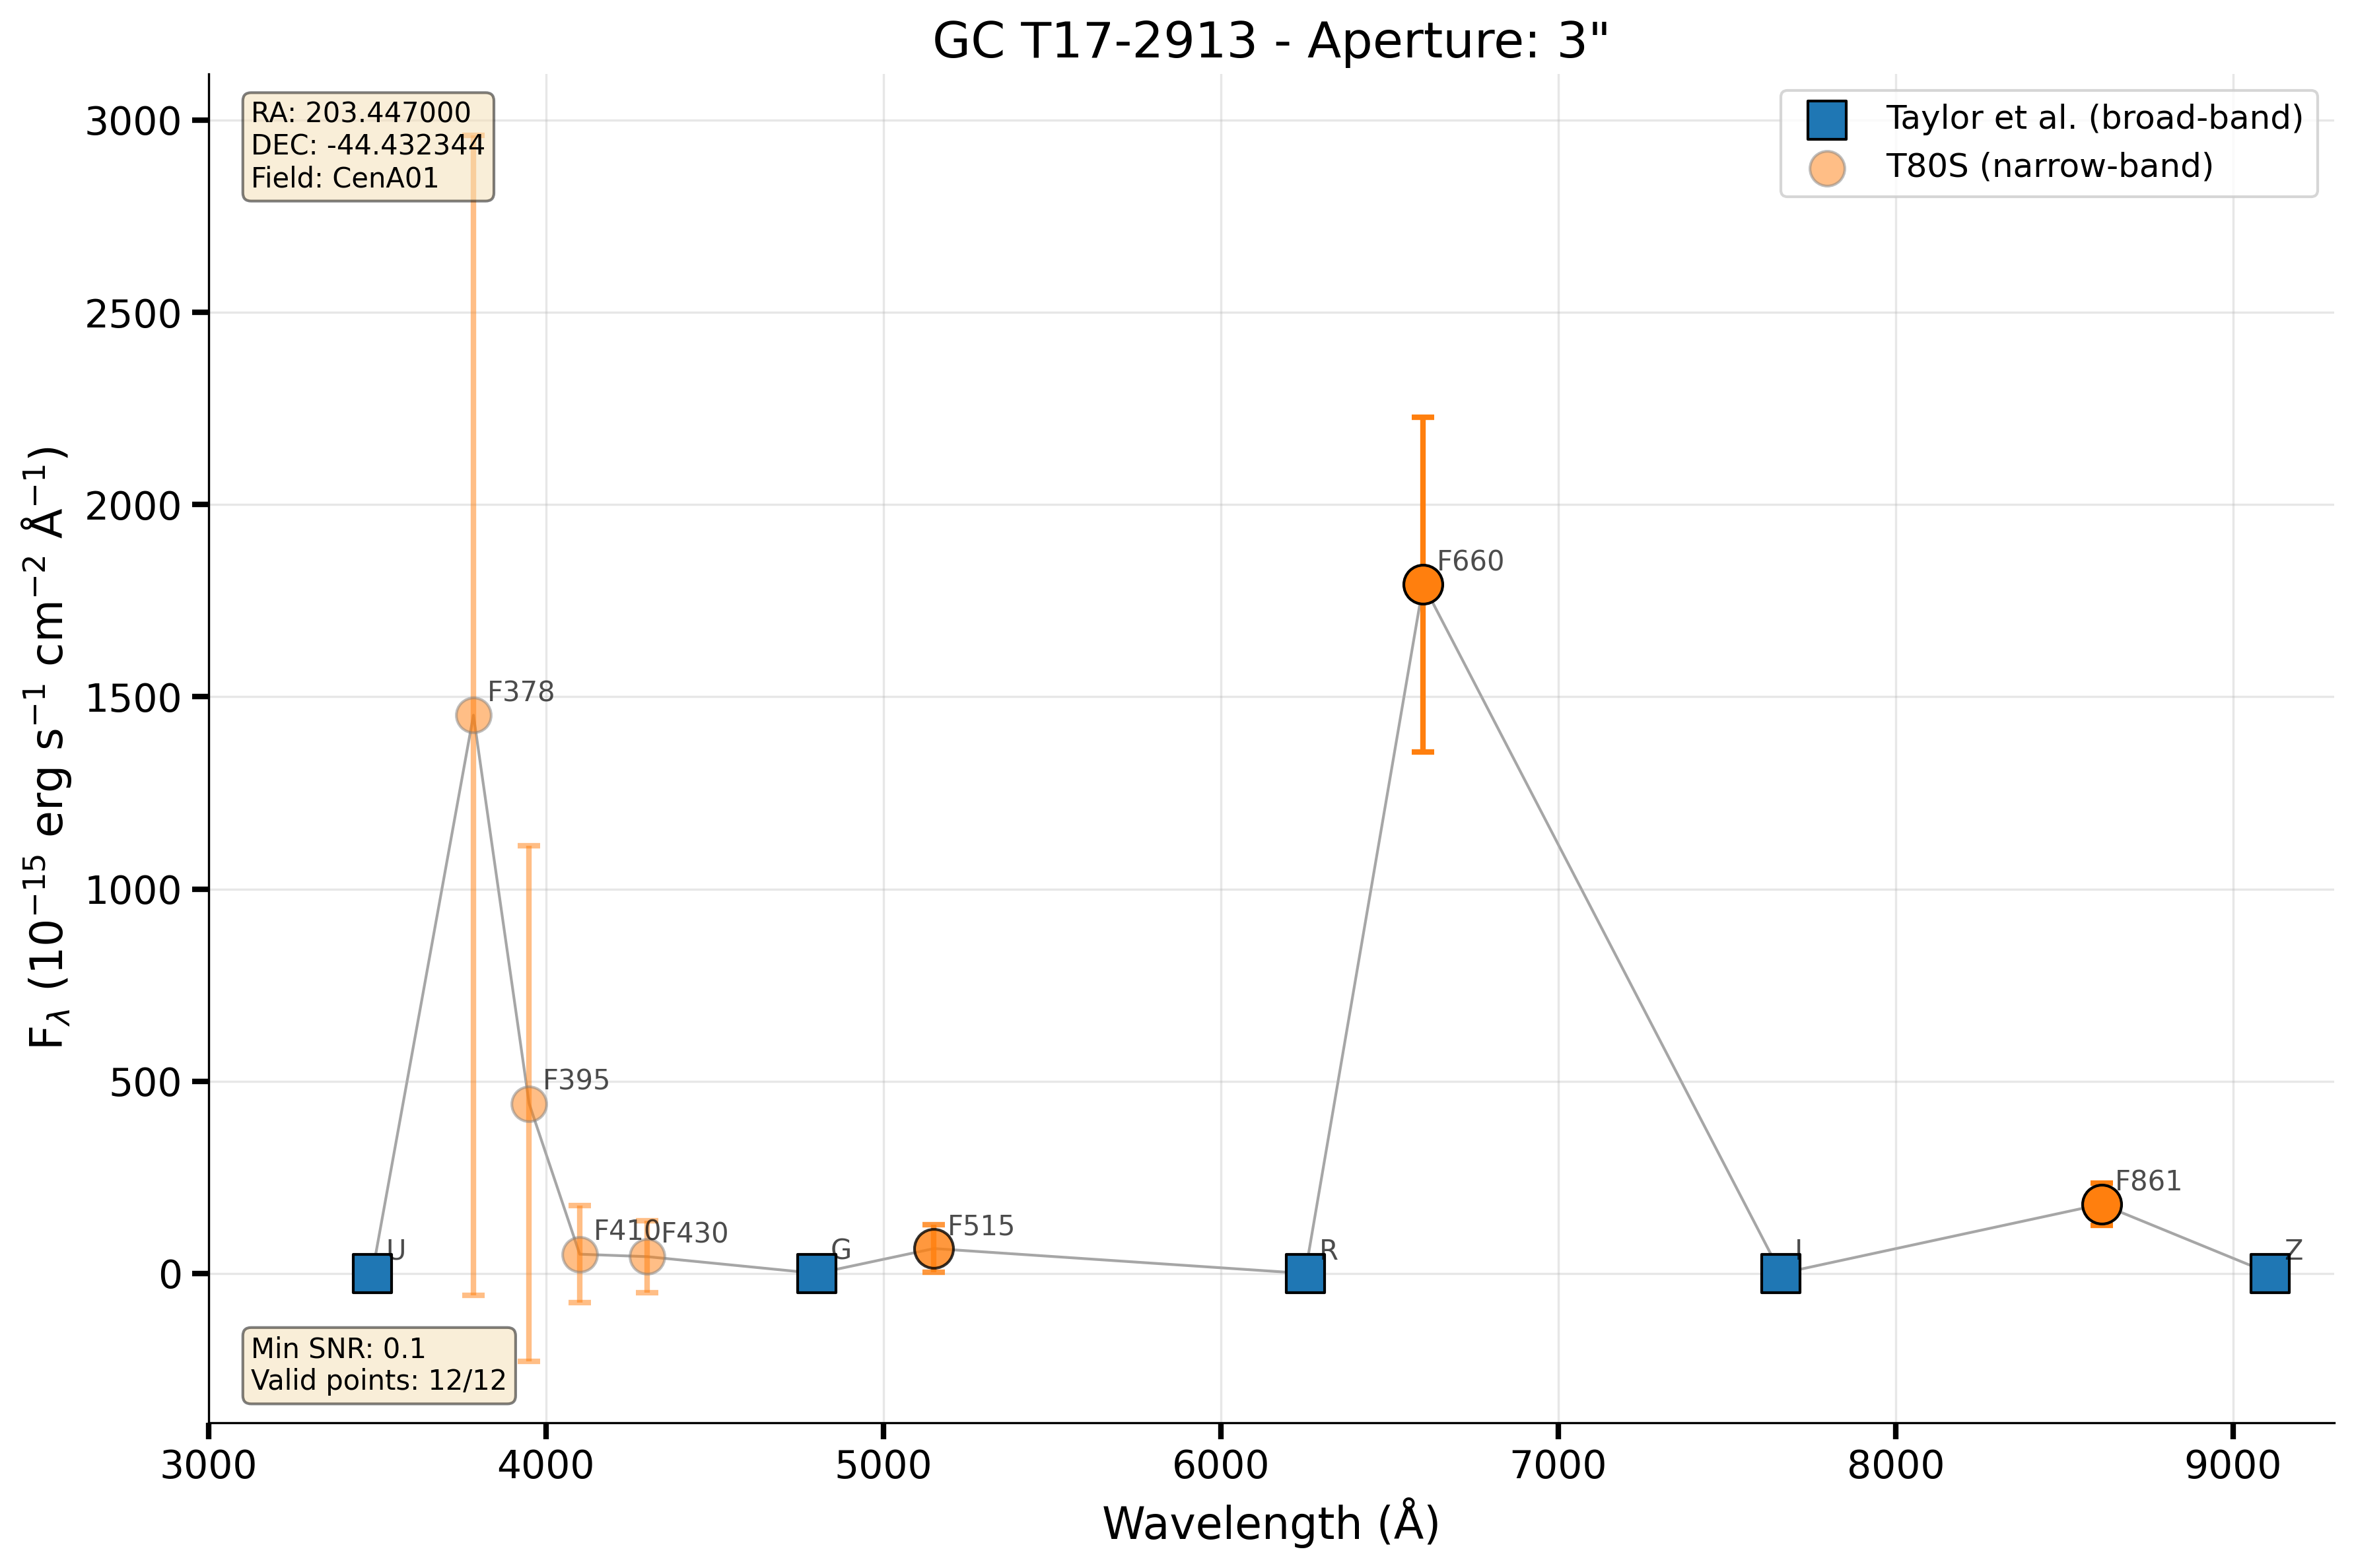 GC T17-2913 - Aperture: 3"
RA: 203.447000
DEC: -44.432344
Field: CenA01
Taylor et al. (broad-band)
T80S (narrow-band)
F_λ (10⁻¹⁵ erg s⁻¹ cm⁻² Å⁻¹)
3000
2500
2000
1500
1000
500
0
U
F378
F395
F410
F430
G
F515
R
F660
I
F861
Z
Min SNR: 0.1
Valid points: 12/12
3000 4000 5000 6000 7000 8000 9000
Wavelength (Å)